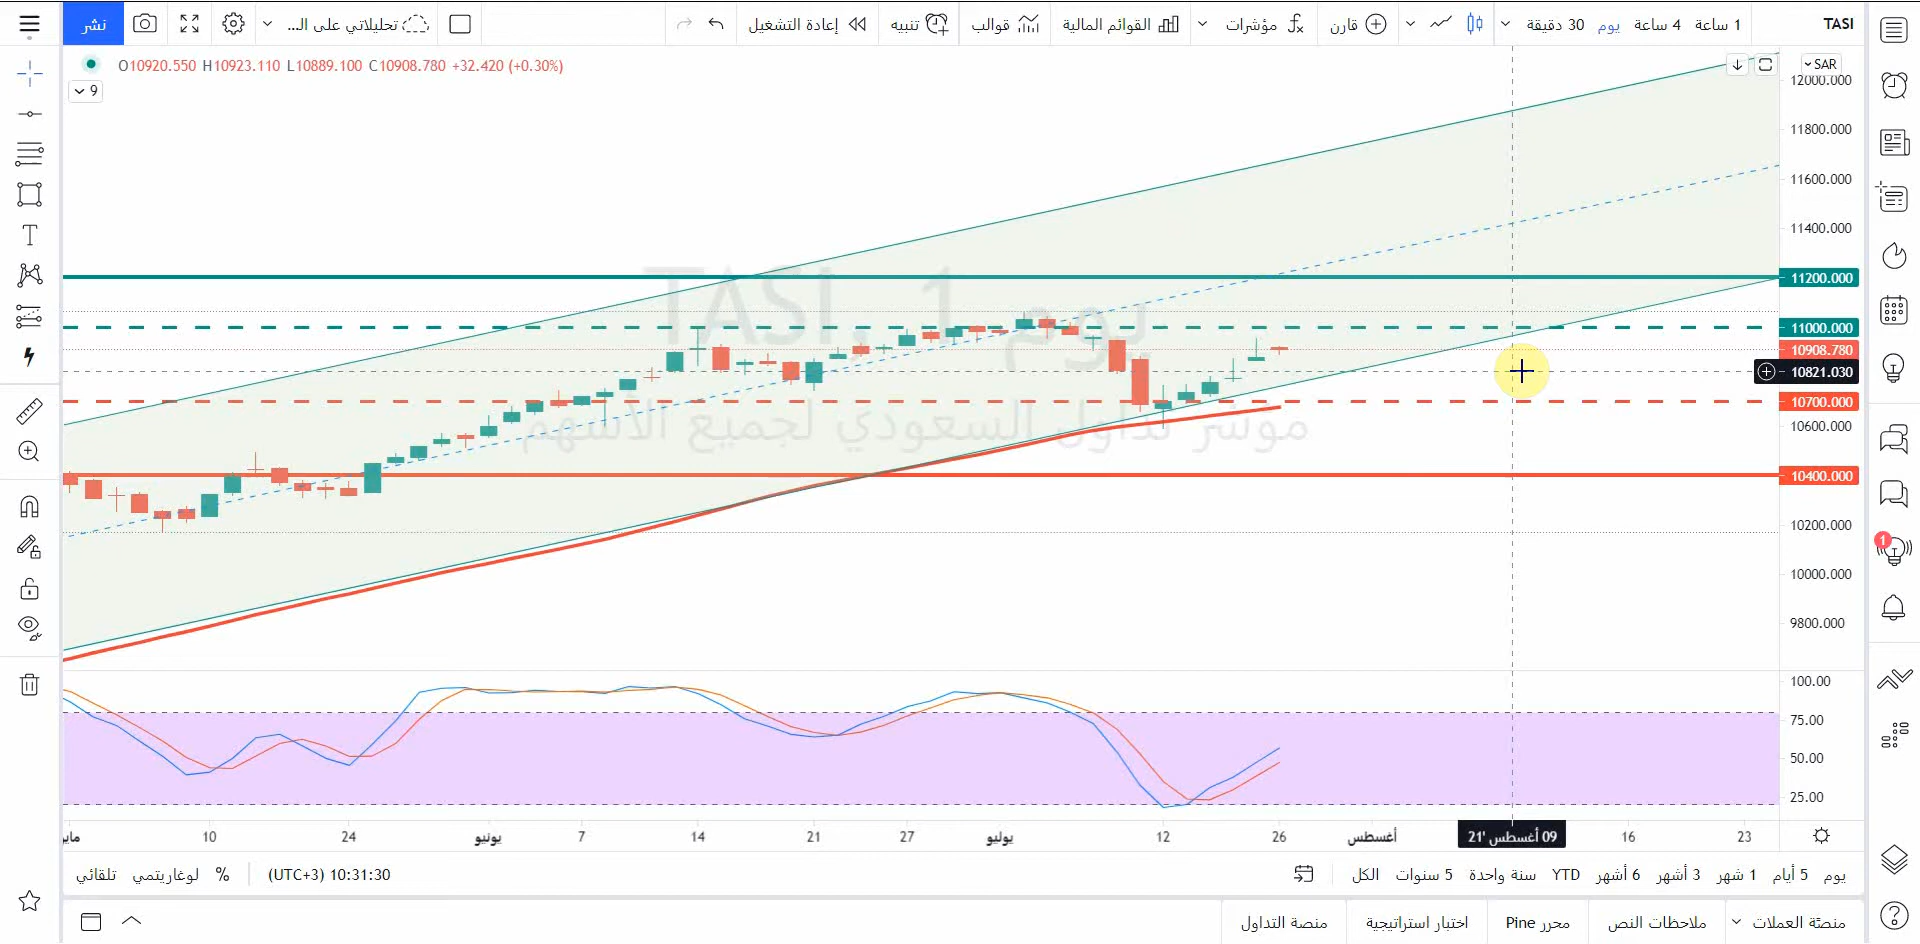 نشر
تحليلاتي على ال...
إعادة التشغيل
تنبيه
قوالب
القوائم المالية
مؤشرات
قارن
30 دقيقة
يوم
4 ساعة
1 ساعة
TASI
O10920.550 H10923.110 L10889.100 C10908.780 +32.420 (+0.30%)
9
SAR
12000.000
11800.000
11600.000
11400.000
11200.000
11000.000
10908.780
10821.030
10700.000
10600.000
10400.000
10200.000
10000.000
9800.000
TASI, 1 يوم
مؤشر تداول السعودي لجميع الأسهم
100.00
75.00
50.00
25.00
مايو 10 24 يونيو 7 14 21 27 يوليو 12 26 أغسطس 09 أغسطس '21 16 23
تلقائي
لوغاريتمي
%
10:31:30 (UTC+3)
الكل
5 سنوات
سنة واحدة
YTD
6 أشهر
3 أشهر
1 شهر
5 أيام
يوم
منصة التداول
اختبار استراتيجية
محرر Pine
ملاحظات النص
منصّة العملات
1